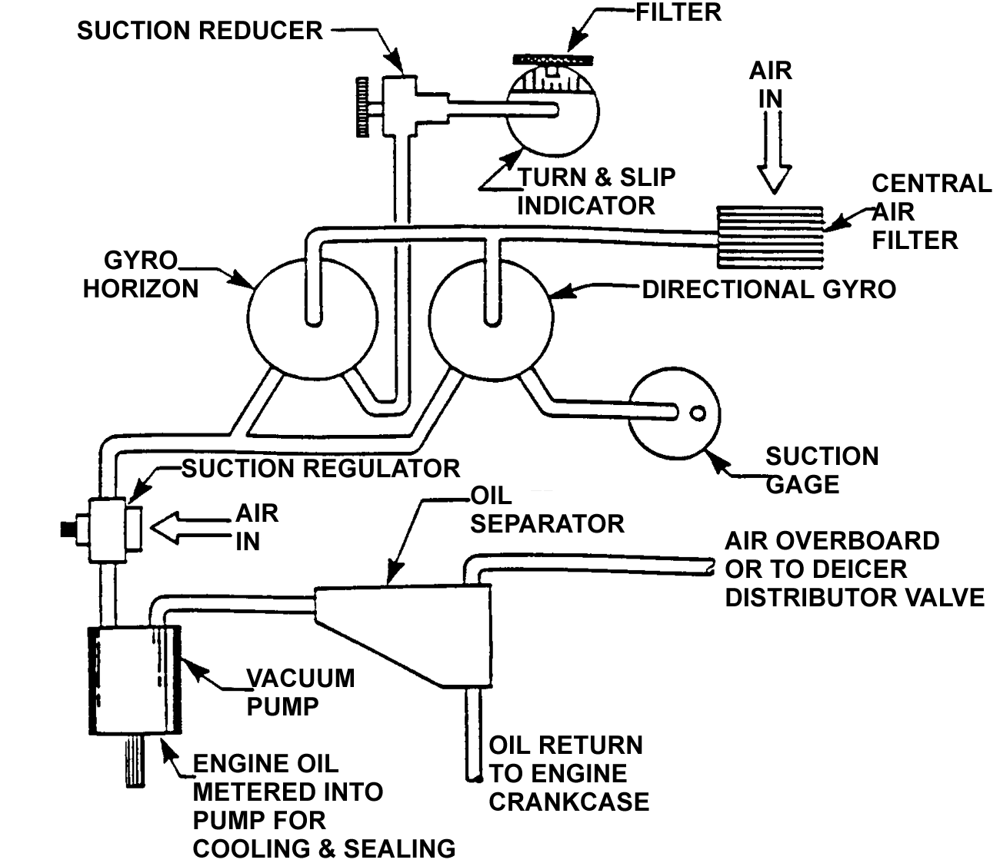 FILTER
SUCTION REDUCER
AIR
IN
TURN & SLIP
INDICATOR
CENTRAL
AIR
FILTER
GYRO
HORIZON
DIRECTIONAL GYRO
SUCTION
GAGE
SUCTION REGULATOR
AIR
IN
OIL
SEPARATOR
AIR OVERBOARD
OR TO DEICER
DISTRIBUTOR VALVE
VACUUM
PUMP
ENGINE OIL
METERED INTO
PUMP FOR
COOLING & SEALING
OIL RETURN
TO ENGINE
CRANKCASE